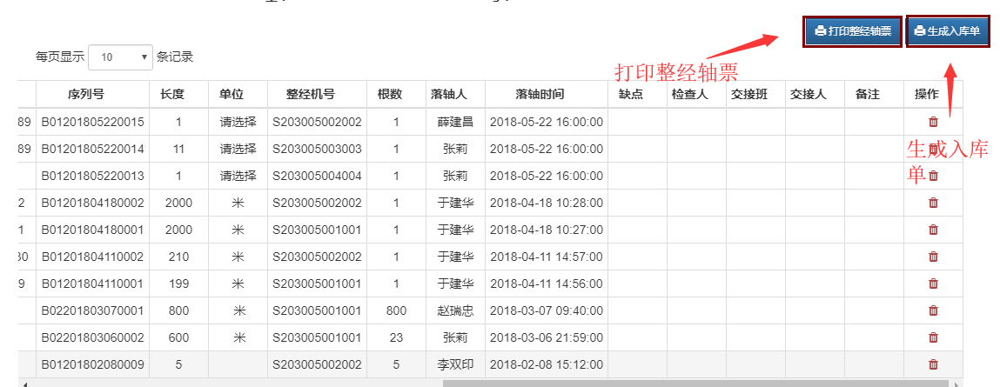 打印整经轴票 生成入库单
每页显示 10 条记录
打印整经轴票
序列号 长度 单位 整经机号 根数 落轴人 落轴时间 缺点 检查人 交接班 交接人 备注 操作
89 B01201805220015 1 请选择 S203005002002 1 薛建昌 2018-05-22 16:00:00
89 B01201805220014 11 请选择 S203005003003 1 张莉 2018-05-22 16:00:00
生成入库
单
B01201805220013 1 请选择 S203005004004 1 张莉 2018-05-22 16:00:00
2 B01201804180002 2000 米 S203005002002 1 于建华 2018-04-18 10:28:00
1 B01201804180001 2000 米 S203005001001 1 于建华 2018-04-18 10:27:00
30 B01201804110002 210 米 S203005002002 1 于建华 2018-04-11 14:57:00
9 B01201804110001 199 米 S203005001001 1 于建华 2018-04-11 14:56:00
B02201803070001 800 米 S203005001001 800 赵瑞忠 2018-03-07 09:40:00
B02201803060002 600 米 S203005001001 23 张莉 2018-03-06 21:59:00
B01201802080009 5 S203005002002 5 李双印 2018-02-08 15:12:00